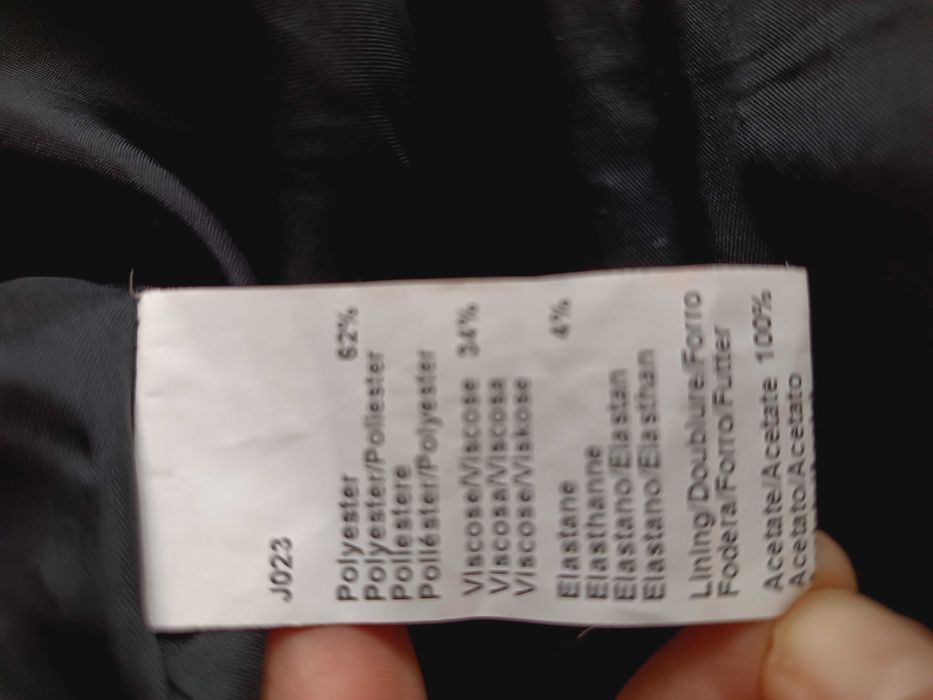 J023
Polyester 62%
Polyester/Poliester
Poliestere
Poliéster/Polyester
Viscose/Viscose 34%
Viscosa/Viscosa
Viscose/Viskose
Elastane 4%
Elasthanne
Elastano/Elastan
Elastano/Elasthan
Lining/Doublure/Forro
Fodera/Forro/Futter
Acetate/Acetate 100%
Acetato/Acetato